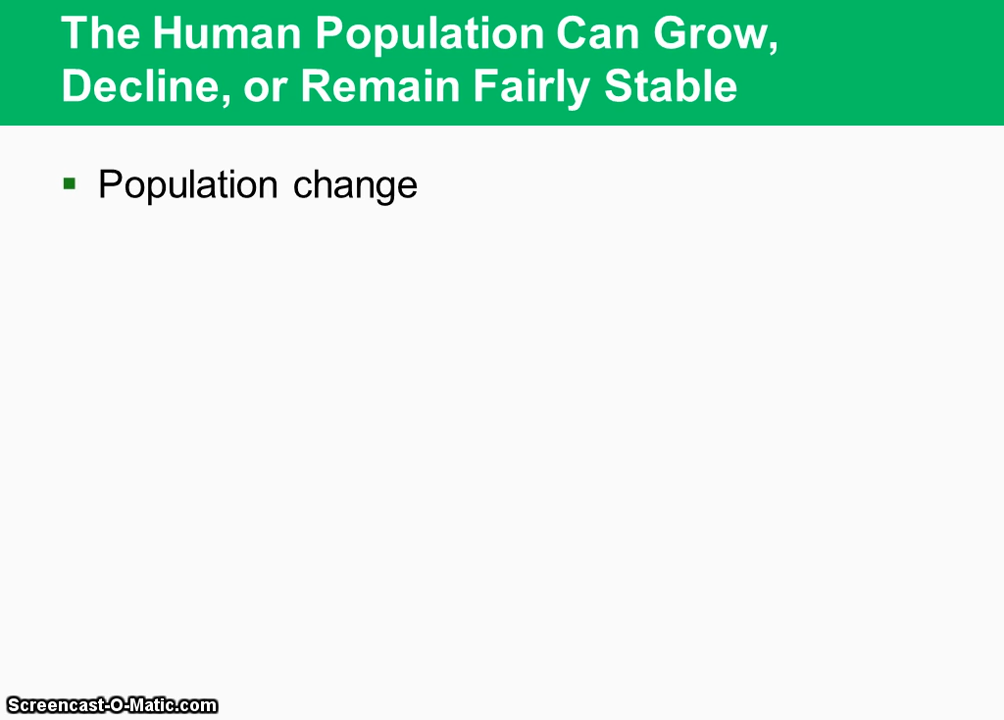 The Human Population Can Grow,
Decline, or Remain Fairly Stable
▪ Population change
Screencast-O-Matic.com